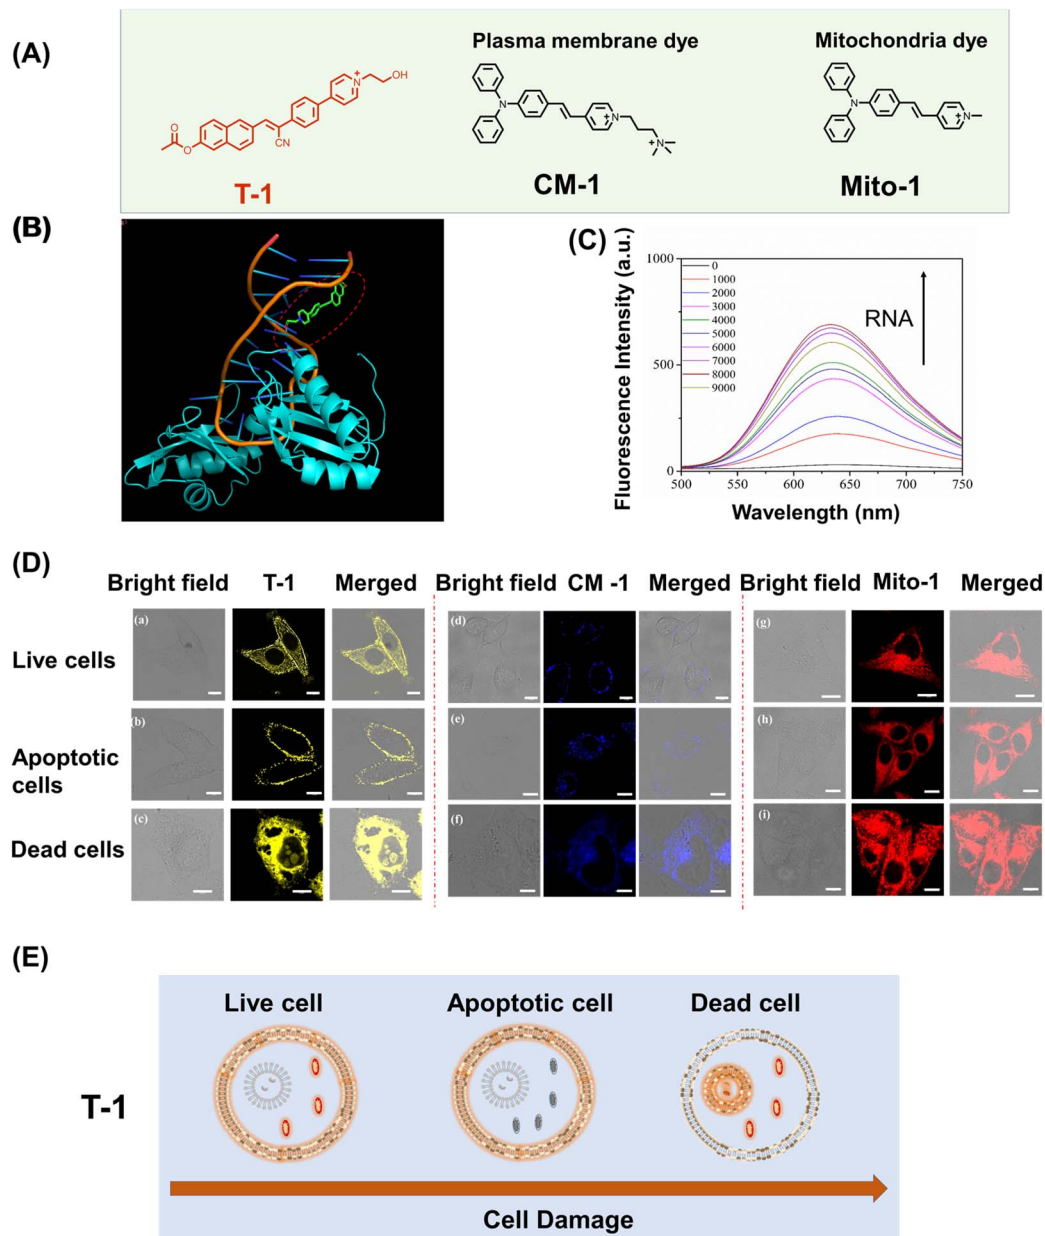 (A)
Plasma membrane dye
Mitochondria dye
N
OH
N
N
O
O
CN
N
N
N
T-1
CM-1
Mito-1
(B)
(C)
Fluorescence Intensity (a.u.)
1000
500
0
0
1000
2000
3000
4000
5000
6000
7000
8000
9000
RNA
500 550 600 650 700 750
Wavelength (nm)
(D)
Bright field T-1 Merged Bright field CM -1 Merged Bright field Mito-1 Merged
Live cells
(a) (d) (g)
Apoptotic
cells
(b) (e) (h)
Dead cells
(c) (f) (i)
(E)
Live cell Apoptotic cell Dead cell
T-1
Cell Damage